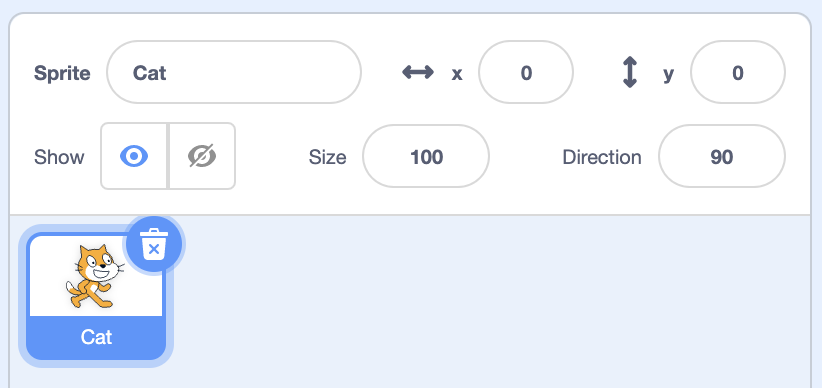 Sprite Cat x 0 y 0
Show Size 100 Direction 90
Cat